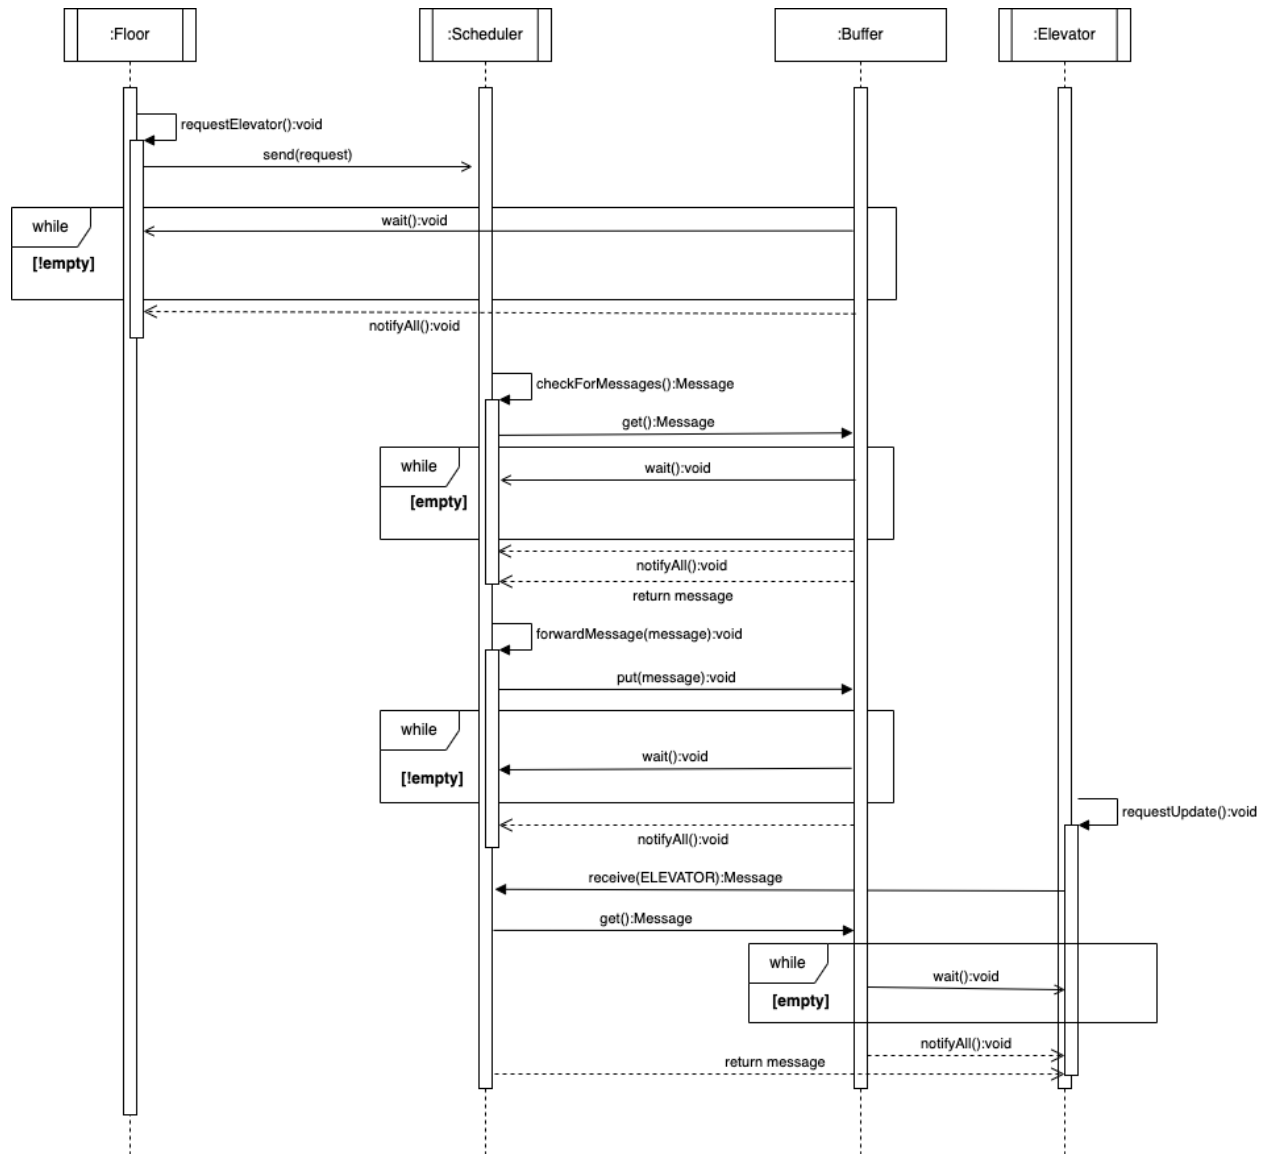 :Floor
:Scheduler
:Buffer
:Elevator
requestElevator():void
send(request)
while
wait():void
[!empty]
notifyAll():void
checkForMessages():Message
get():Message
while
wait():void
[empty]
notifyAll():void
return message
forwardMessage(message):void
put(message):void
while
wait():void
[!empty]
requestUpdate():void
notifyAll():void
receive(ELEVATOR):Message
get():Message
while
wait():void
[empty]
notifyAll():void
return message